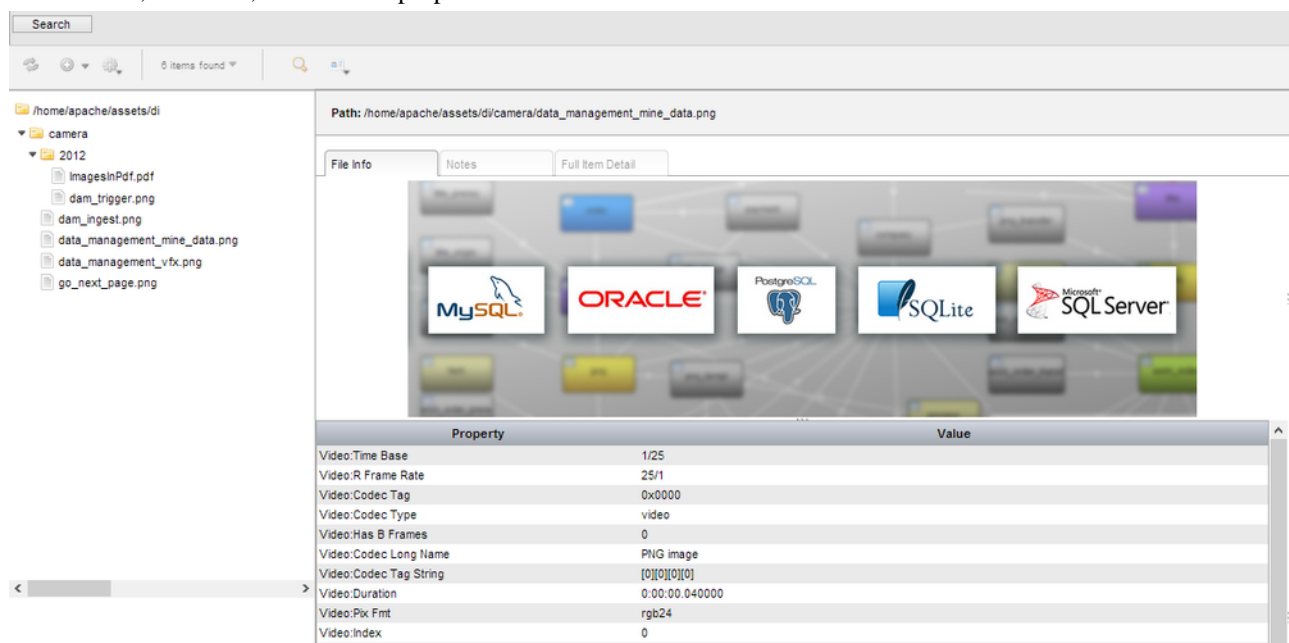 Search
6 items found
/home/apache/assets/di
camera
2012
ImagesInPdf.pdf
dam_trigger.png
dam_ingest.png
data_management_mine_data.png
data_management_vfx.png
go_next_page.png
Path: /home/apache/assets/di/camera/data_management_mine_data.png
File Info
Notes
Full Item Detail
MySQL
ORACLE
PostgreSQL
SQLite
Microsoft
SQL Server
Property Value
Video:Time Base 1/25
Video:R Frame Rate 25/1
Video:Codec Tag 0x0000
Video:Codec Type video
Video:Has B Frames 0
Video:Codec Long Name PNG image
Video:Codec Tag String [0][0][0][0]
Video:Duration 0:00:00.040000
Video:Pix Fmt rgb24
Video:Index 0